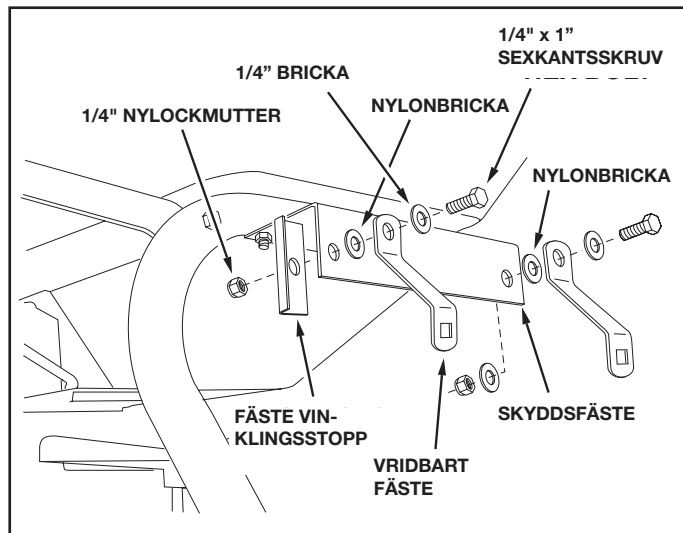 1/4" x 1”
SEXKANTSSKRUV
1/4” BRICKA
NYLONBRICKA
1/4" NYLOCKMUTTER
NYLONBRICKA
FÄSTE VIN-
KLINGSSTOPP
SKYDDSFÄSTE
VRIDBART
FÄSTE